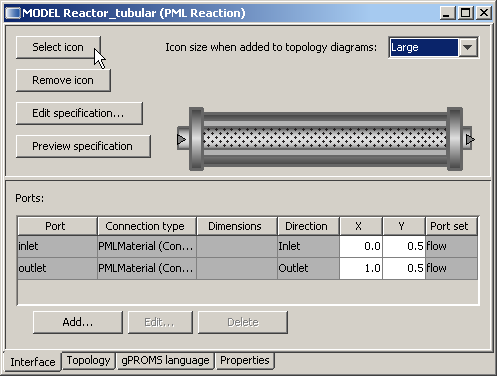 MODEL Reactor_tubular (PML Reaction)
Select icon
Icon size when added to topology diagrams: Large
Remove icon
Edit specification...
Preview specification
Ports:
Port Connection type Dimensions Direction X Y Port set
inlet PMLMaterial (Con... Inlet 0.0 0.5 flow
outlet PMLMaterial (Con... Outlet 1.0 0.5 flow
Add... Edit... Delete
Interface Topology gPROMS language Properties